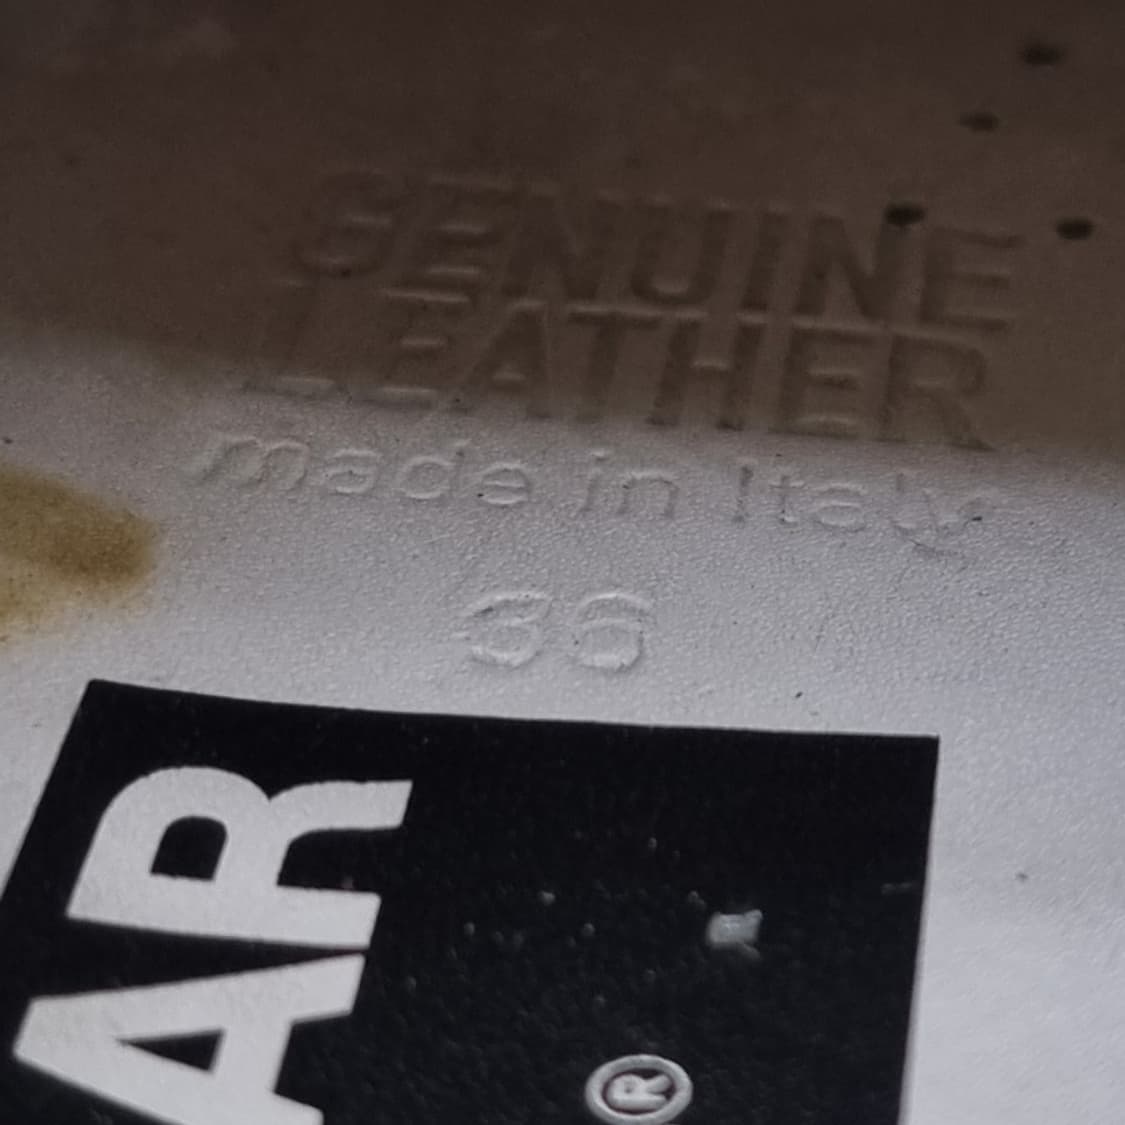 GENUINE
LEATHER
made in Italy
36
AR
®